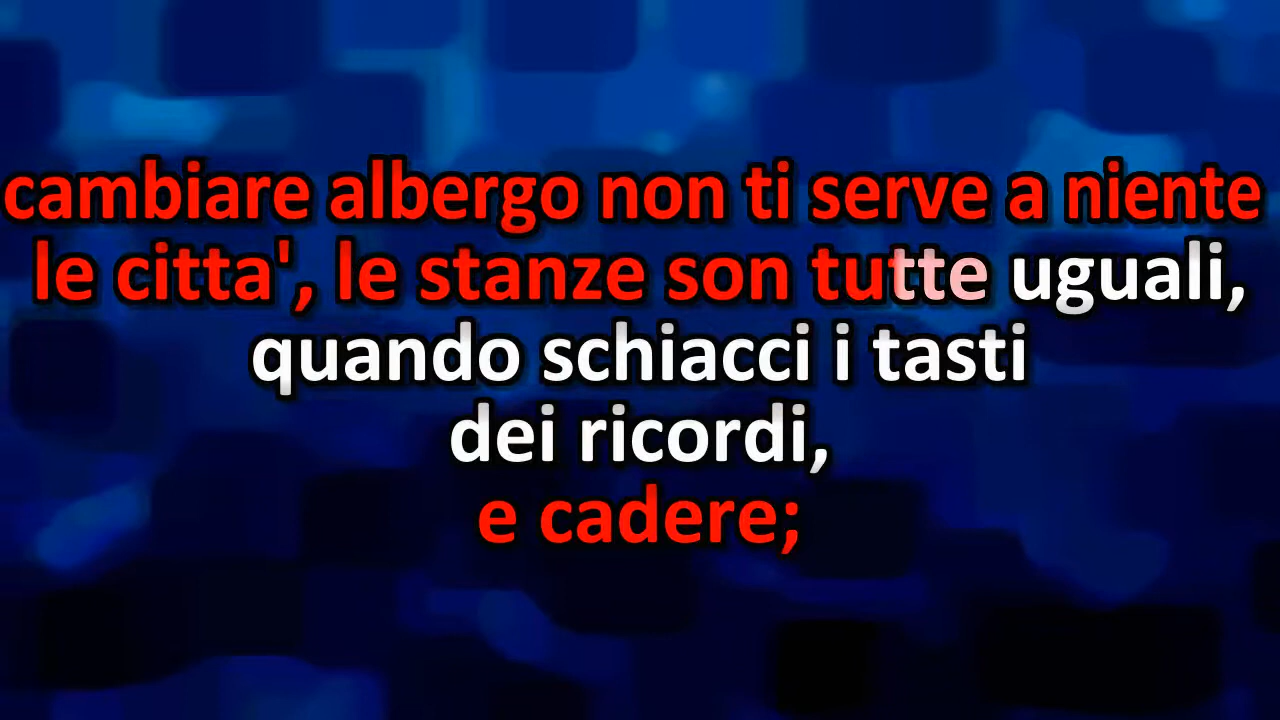 cambiare albergo non ti serve a niente
le citta', le stanze son tutte uguali,
quando schiacci i tasti
dei ricordi,
e cadere;